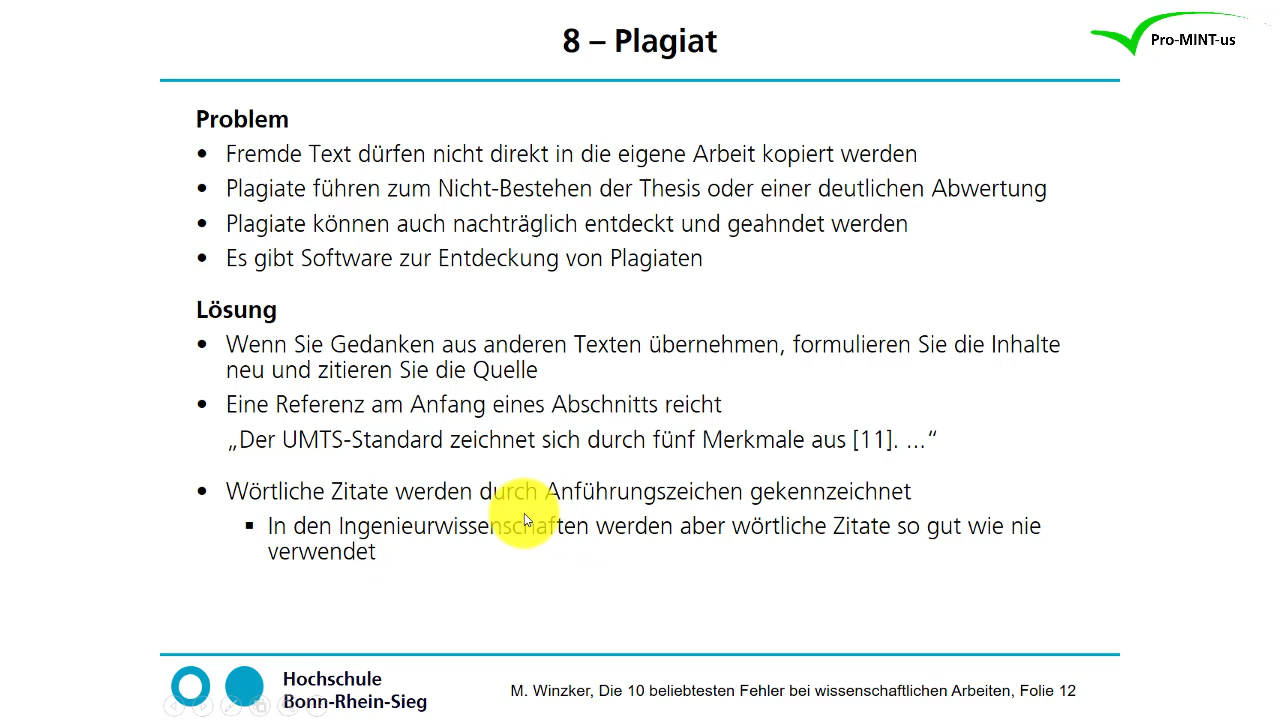 8 – Plagiat
Pro-MINT-us
Problem
• Fremde Text dürfen nicht direkt in die eigene Arbeit kopiert werden
• Plagiate führen zum Nicht-Bestehen der Thesis oder einer deutlichen Abwertung
• Plagiate können auch nachträglich entdeckt und geahndet werden
• Es gibt Software zur Entdeckung von Plagiaten
Lösung
• Wenn Sie Gedanken aus anderen Texten übernehmen, formulieren Sie die Inhalte
neu und zitieren Sie die Quelle
• Eine Referenz am Anfang eines Abschnitts reicht
„Der UMTS-Standard zeichnet sich durch fünf Merkmale aus [11]. ...“
• Wörtliche Zitate werden durch Anführungszeichen gekennzeichnet
▪ In den Ingenieurwissenschaften werden aber wörtliche Zitate so gut wie nie
verwendet
Hochschule
Bonn-Rhein-Sieg
M. Winzker, Die 10 beliebtesten Fehler bei wissenschaftlichen Arbeiten, Folie 12